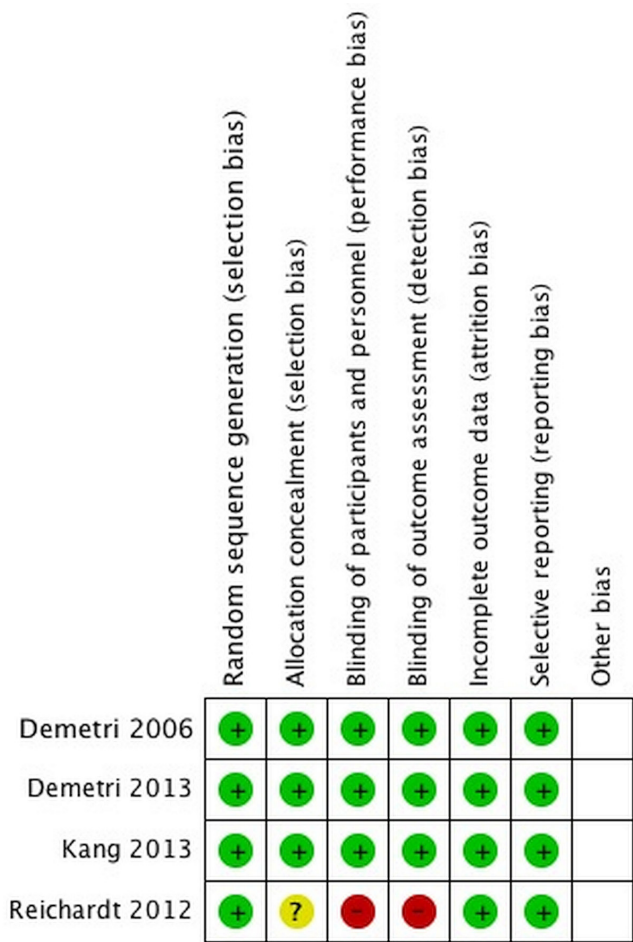 Random sequence generation (selection bias)
Allocation concealment (selection bias)
Blinding of participants and personnel (performance bias)
Blinding of outcome assessment (detection bias)
Incomplete outcome data (attrition bias)
Selective reporting (reporting bias)
Other bias
Demetri 2006 + + + + + +
Demetri 2013 + + + + + +
Kang 2013 + + + + + +
Reichardt 2012 + ? - - + +